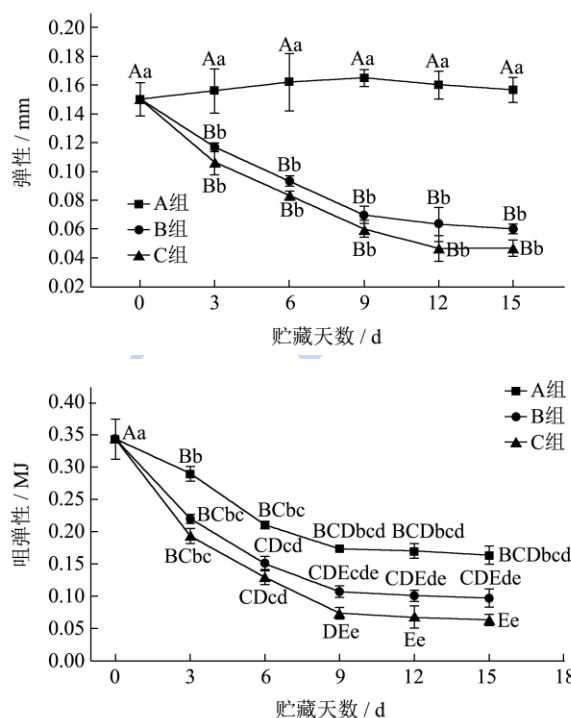 0.20
0.18
0.16
0.14
0.12
0.10
0.08
0.06
0.04
0.02
弹性 / mm
Aa Aa Aa Aa Aa Aa
Bb Bb Bb Bb Bb
Bb Bb Bb Bb Bb
A组
B组
C组
0 3 6 9 12 15
贮藏天数 / d
0.40
0.35
0.30
0.25
0.20
0.15
0.10
0.05
0.00
咀弹性 / MJ
A组
B组
C组
Aa Bb BCbc BCDbcd BCDbcd BCDbcd
BCbc CDcd CDEcde CDEde CDEde
BCbc CDcd DEe Ee Ee
0 3 6 9 12 15 18
贮藏天数 / d